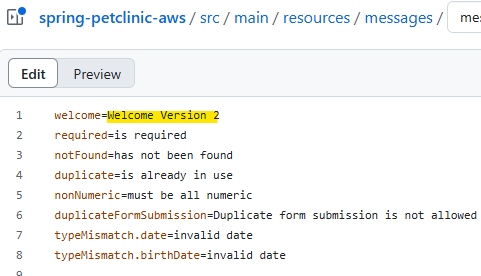 spring-petclinic-aws / src / main / resources / messages /
Edit Preview
1 welcome=Welcome Version 2
2 required=is required
3 notFound=has not been found
4 duplicate=is already in use
5 nonNumeric=must be all numeric
6 duplicateFormSubmission=Duplicate form submission is not allowed
7 typeMismatch.date=invalid date
8 typeMismatch.birthDate=invalid date
9